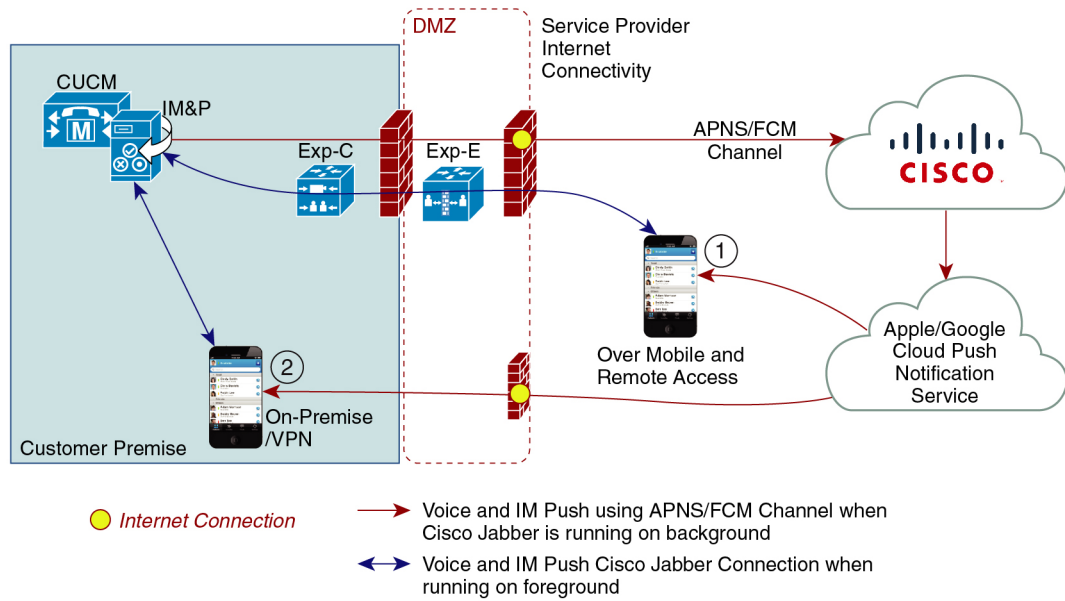 DMZ
Service Provider
Internet
Connectivity
CUCM
IM&P
M
Exp-C
Exp-E
APNS/FCM
Channel
CISCO
1
Over Mobile and
Remote Access
Apple/Google
Cloud Push
Notification
Service
2
On-Premise
/VPN
Customer Premise
Internet Connection
Voice and IM Push using APNS/FCM Channel when
Cisco Jabber is running on background
Voice and IM Push Cisco Jabber Connection when
running on foreground